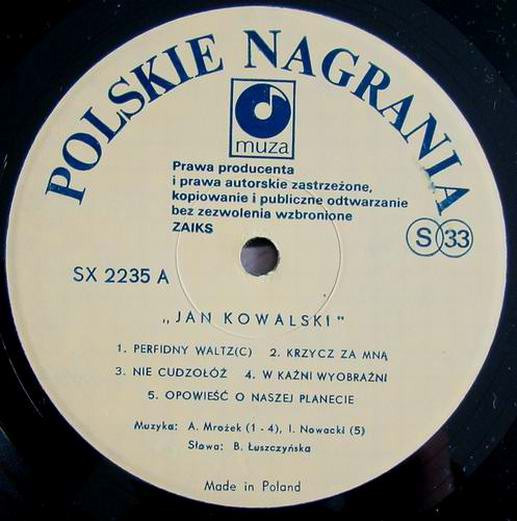 POLSKIE NAGRANIA
muza
Prawa producenta
i prawa autorskie zastrzeżone,
kopiowanie i publiczne odtwarzanie
bez zezwolenia wzbronione
ZAIKS
S 33
SX 2235 A
„JAN KOWALSKI"
1. PERFIDNY WALTZ(C) 2. KRZYCZ ZA MNĄ
3. NIE CUDZOŁÓŻ 4. W KAŹNI WYOBRAŹNI
5. OPOWIEŚĆ O NASZEJ PLANECIE
Muzyka: A. Mrożek (1 - 4), I. Nowacki (5)
Słowa: B. Łuszczyńska
Made in Poland